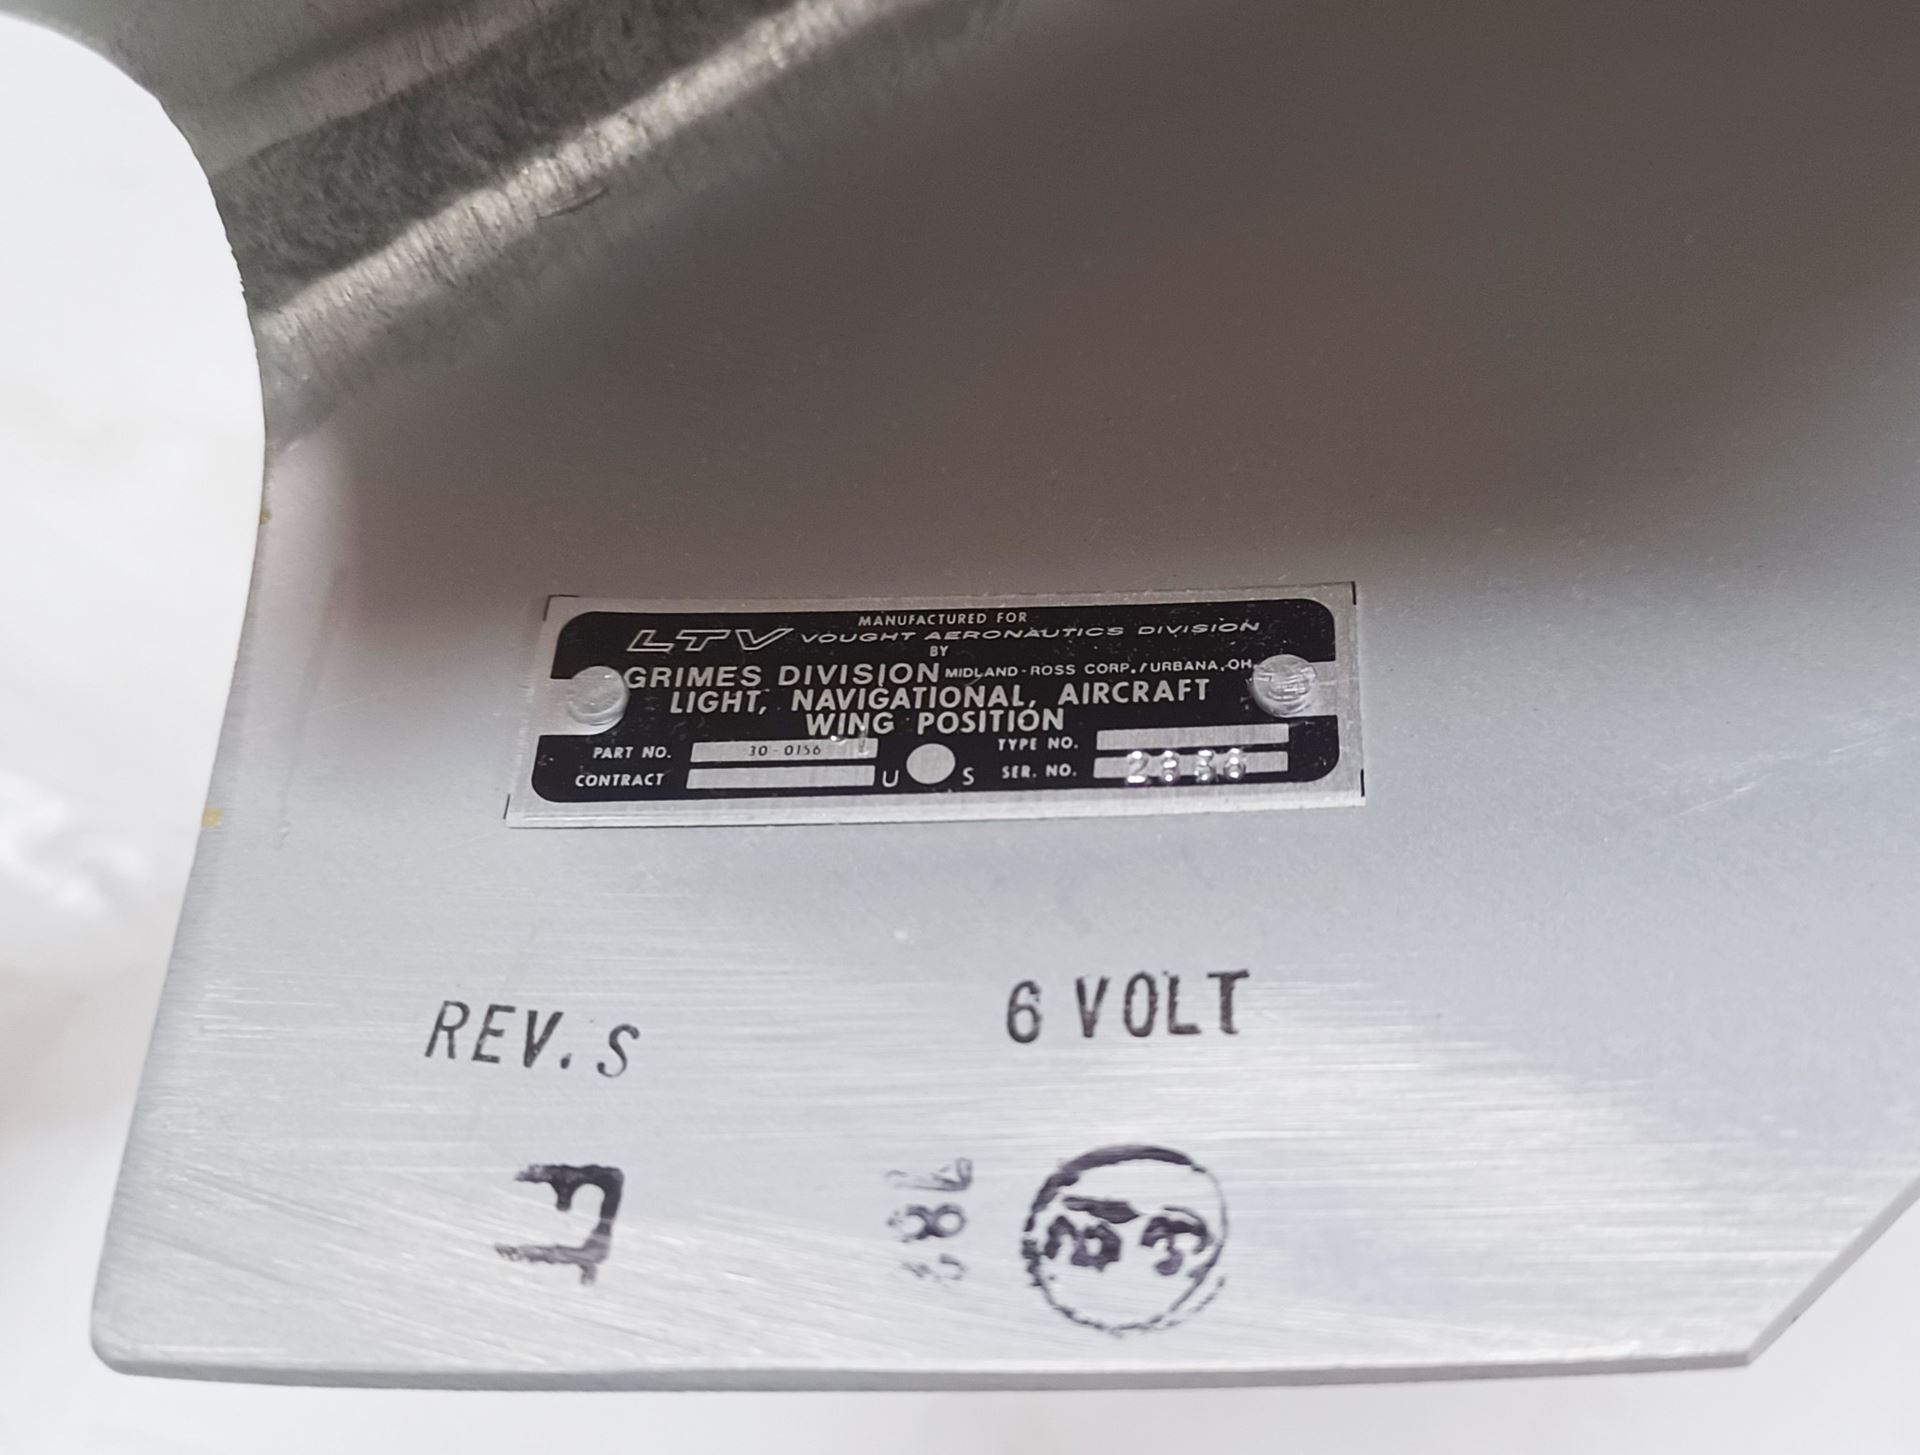 MANUFACTURED FOR
LTV VOUGHT AERONAUTICS DIVISION
BY
GRIMES DIVISION MIDLAND-ROSS CORP./URBANA, OH.
LIGHT, NAVIGATIONAL, AIRCRAFT
WING POSITION
PART NO. 30-0156 TYPE NO.
CONTRACT U S SER. NO.
REV. S
6 VOLT